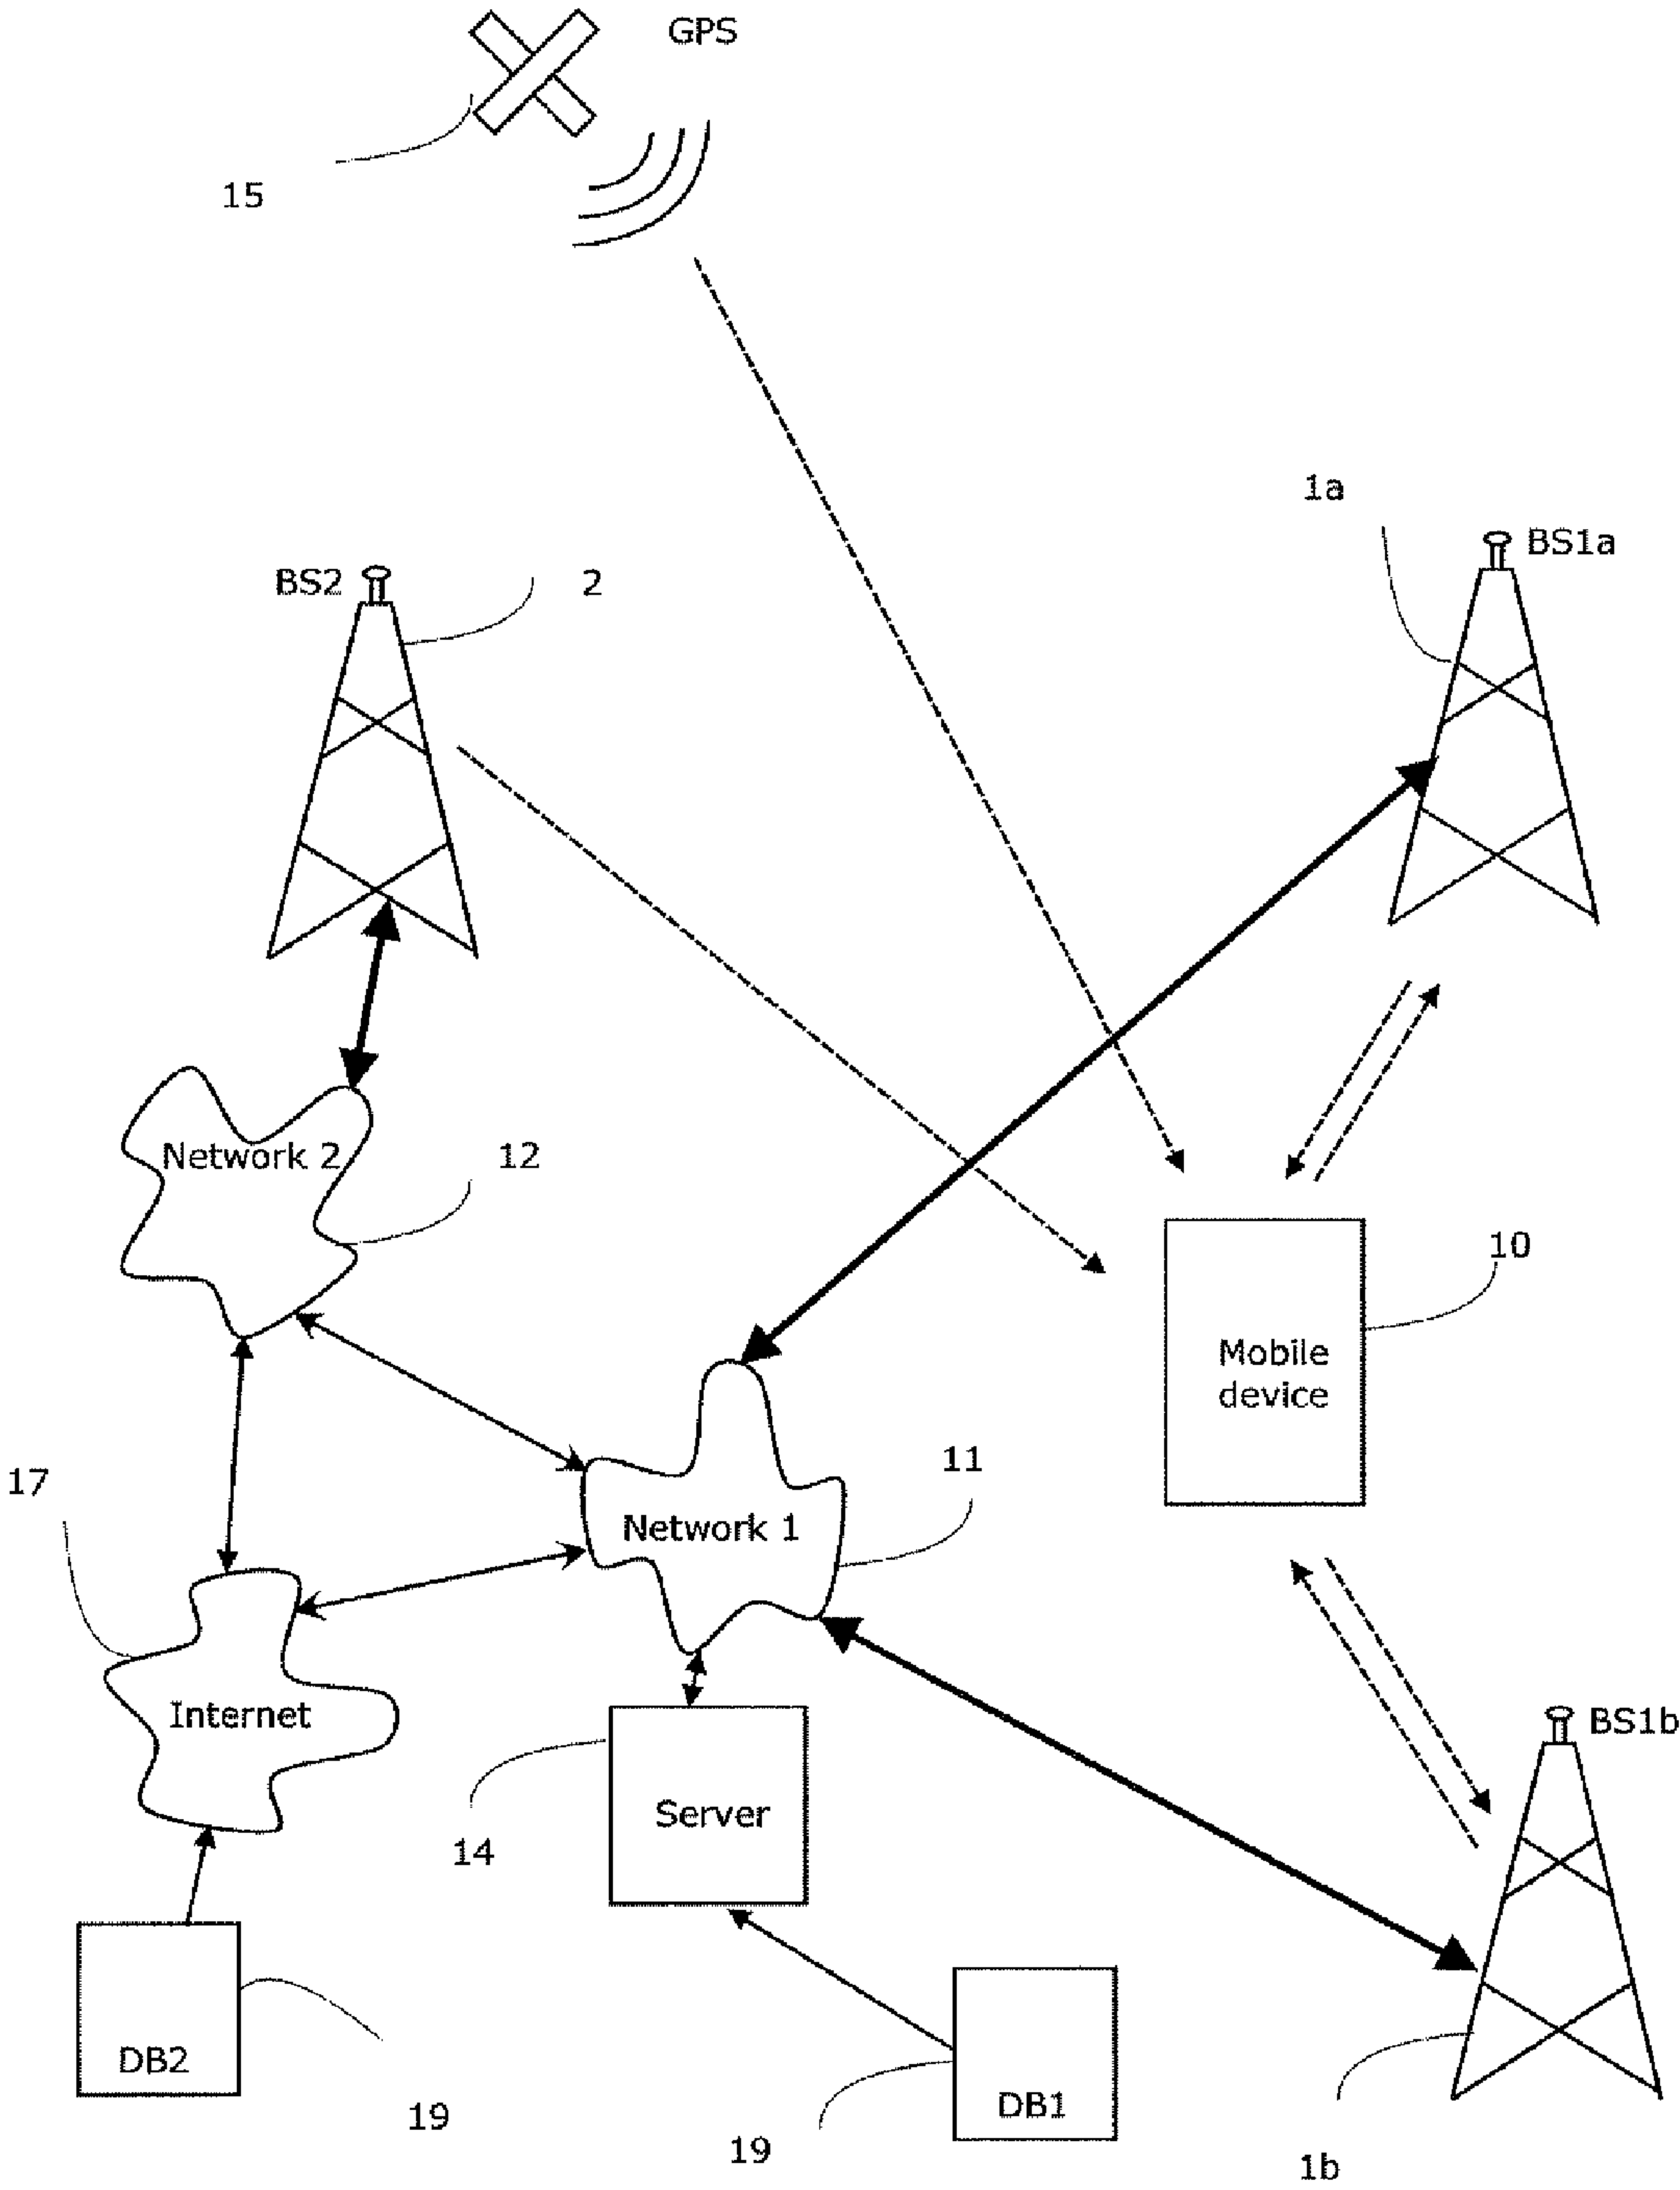 GPS
15
1a
BS1a
BS2
2
Network 2
12
10
Mobile
device
11
17
Network 1
Internet
BS1b
Server
14
DB2
DB1
19
19
1b